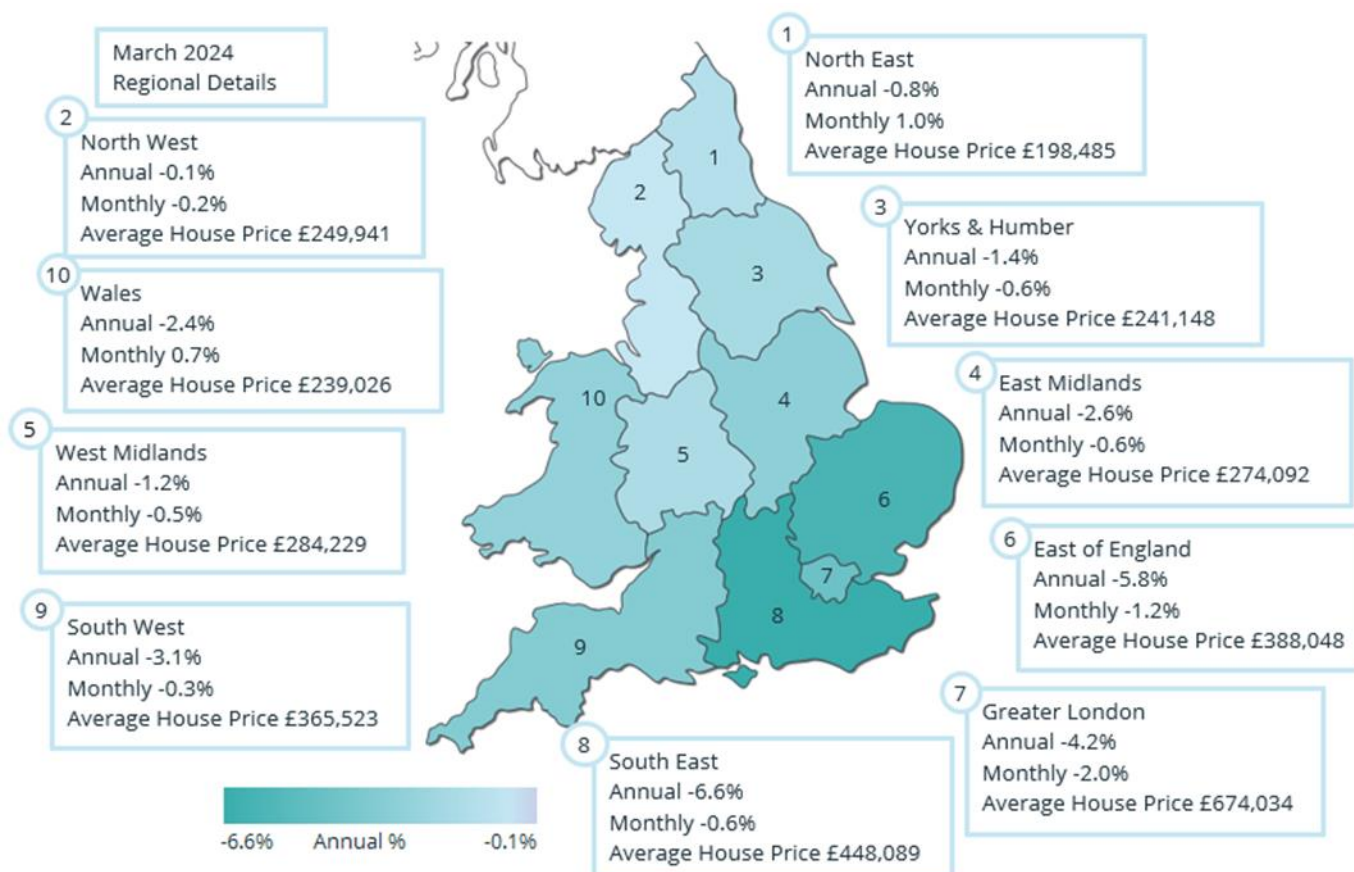 March 2024
Regional Details
1
North East
Annual -0.8%
Monthly 1.0%
Average House Price £198,485
2
North West
Annual -0.1%
Monthly -0.2%
Average House Price £249,941
3
Yorks & Humber
Annual -1.4%
Monthly -0.6%
Average House Price £241,148
10
Wales
Annual -2.4%
Monthly 0.7%
Average House Price £239,026
4
East Midlands
Annual -2.6%
Monthly -0.6%
Average House Price £274,092
5
West Midlands
Annual -1.2%
Monthly -0.5%
Average House Price £284,229
6
East of England
Annual -5.8%
Monthly -1.2%
Average House Price £388,048
9
South West
Annual -3.1%
Monthly -0.3%
Average House Price £365,523
7
Greater London
Annual -4.2%
Monthly -2.0%
Average House Price £674,034
8
South East
Annual -6.6%
Monthly -0.6%
Average House Price £448,089
1
2
3
10
4
5
6
7
8
9
-6.6% Annual % -0.1%